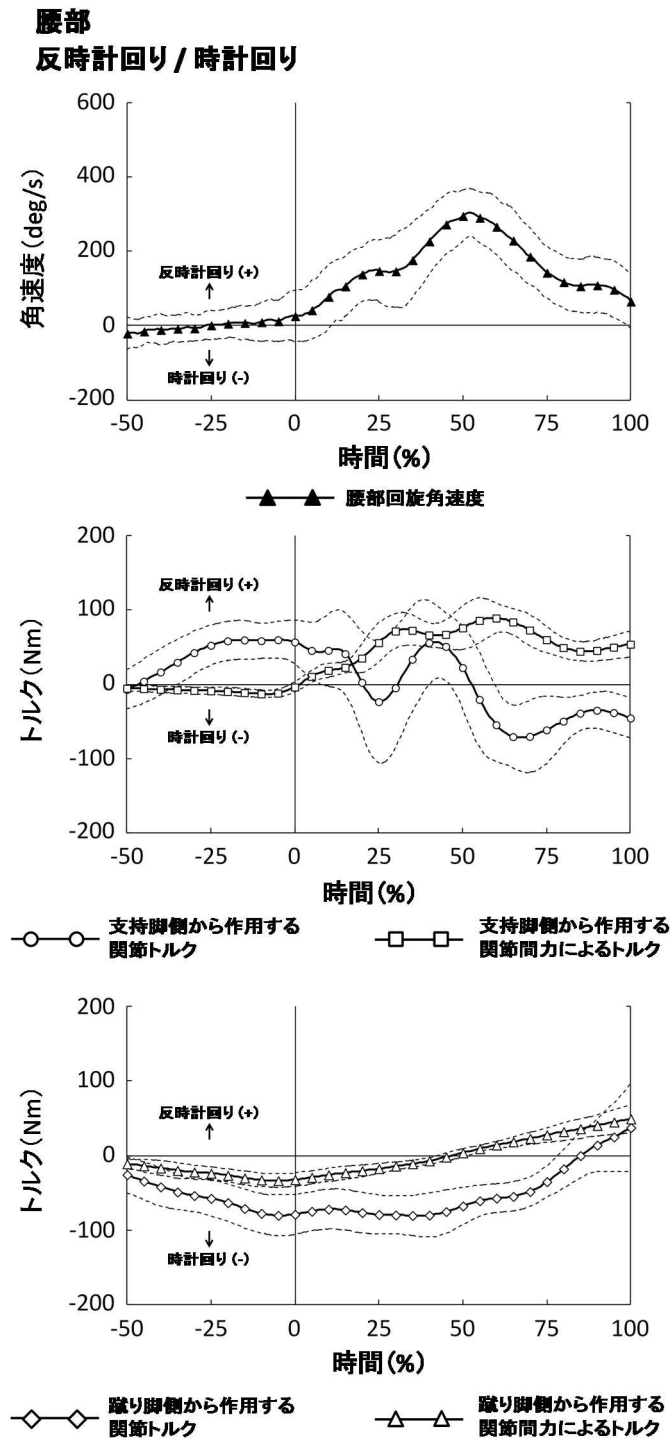 腰部
反時計回り / 時計回り
600
400
200
0
-200
角速度(deg/s)
反時計回り(+)
時計回り(-)
-50 -25 0 25 50 75 100
時間(%)
腰部回旋角速度
200
100
0
-100
-200
トルク(Nm)
反時計回り(+)
時計回り(-)
-50 -25 0 25 50 75 100
時間(%)
支持脚側から作用する
関節トルク
支持脚側から作用する
関節間力によるトルク
200
100
0
-100
-200
トルク(Nm)
反時計回り(+)
時計回り(-)
-50 -25 0 25 50 75 100
時間(%)
蹴り脚側から作用する
関節トルク
蹴り脚側から作用する
関節間力によるトルク